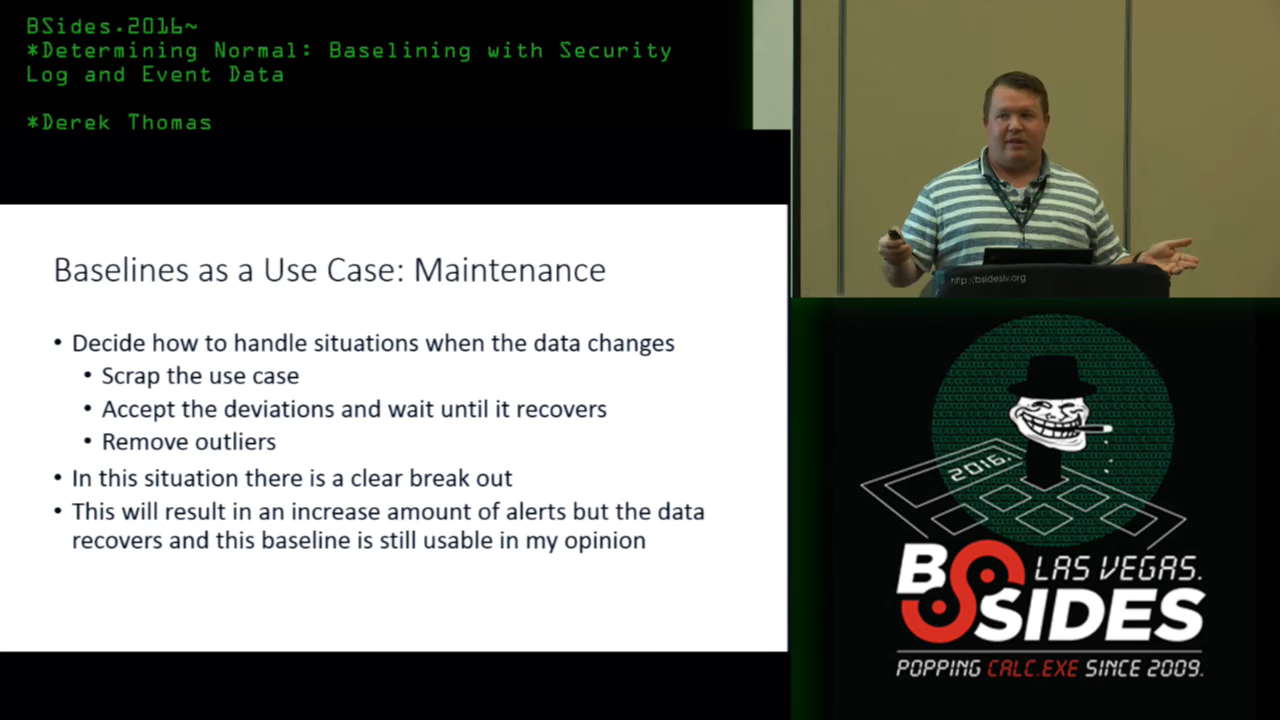 BSides.2016~
*Determining Normal: Baselining with Security
Log and Event Data
*Derek Thomas
Baselines as a Use Case: Maintenance
• Decide how to handle situations when the data changes
• Scrap the use case
• Accept the deviations and wait until it recovers
• Remove outliers
• In this situation there is a clear break out
• This will result in an increase amount of alerts but the data
recovers and this baseline is still usable in my opinion
http://bsideslv.org
2016.
BSIDES LAS VEGAS.
POPPING CALC.EXE SINCE 2009.